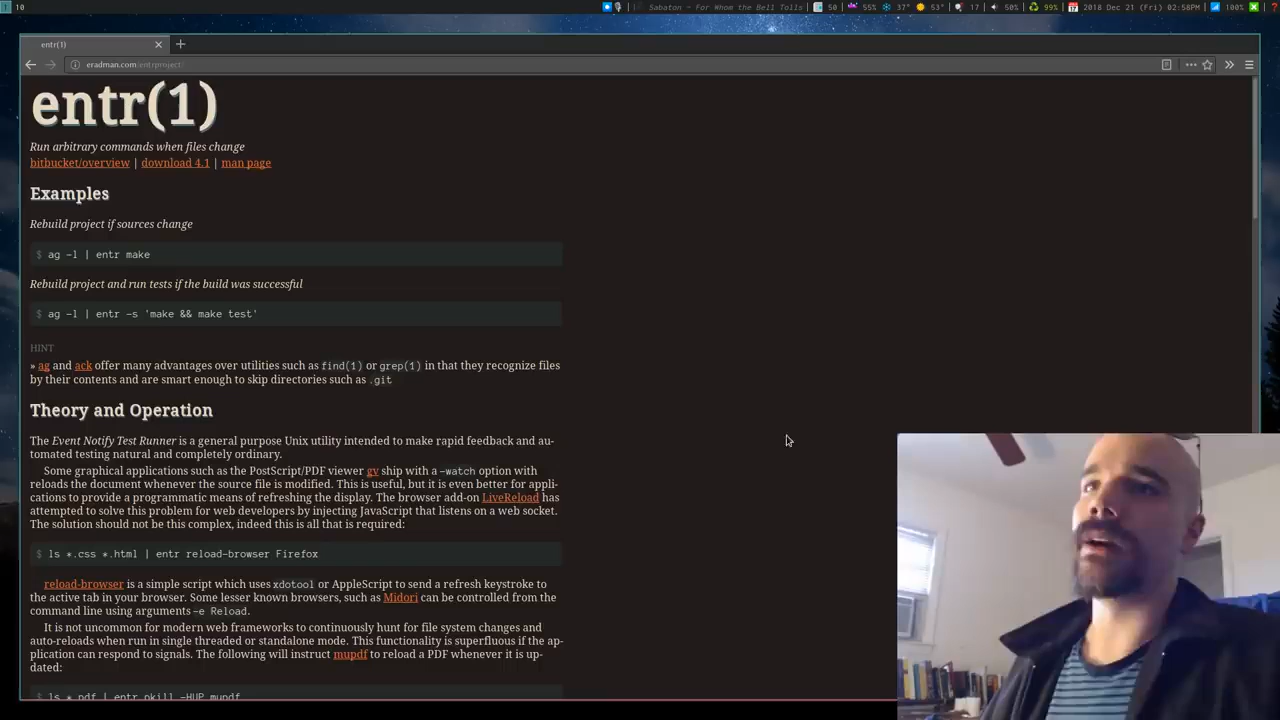 10
Sabaton - For Whom the Bell Tolls
50
55%
37°
53°
17
50%
99%
2018 Dec 21 (Fri) 02:58PM
100%
?
entr(1)
eradman.com/entrproject/
entr(1)
Run arbitrary commands when files change
bitbucket/overview | download 4.1 | man page
Examples
Rebuild project if sources change
$ ag -l | entr make
Rebuild project and run tests if the build was successful
$ ag -l | entr -s 'make && make test'
HINT
» ag and ack offer many advantages over utilities such as find(1) or grep(1) in that they recognize files
by their contents and are smart enough to skip directories such as .git
Theory and Operation
The Event Notify Test Runner is a general purpose Unix utility intended to make rapid feedback and au-
tomated testing natural and completely ordinary.
Some graphical applications such as the PostScript/PDF viewer gv ship with a -watch option with
reloads the document whenever the source file is modified. This is useful, but it is even better for appli-
cations to provide a programmatic means of refreshing the display. The browser add-on LiveReload has
attempted to solve this problem for web developers by injecting JavaScript that listens on a web socket.
The solution should not be this complex, indeed this is all that is required:
$ ls *.css *.html | entr reload-browser Firefox
reload-browser is a simple script which uses xdotool or AppleScript to send a refresh keystroke to
the active tab in your browser. Some lesser known browsers, such as Midori can be controlled from the
command line using arguments -e Reload.
It is not uncommon for modern web frameworks to continuously hunt for file system changes and
auto-reloads when run in single threaded or standalone mode. This functionality is superfluous if the ap-
plication can respond to signals. The following will instruct mupdf to reload a PDF whenever it is up-
dated:
$ ls *.pdf | entr pkill -HUP mupdf